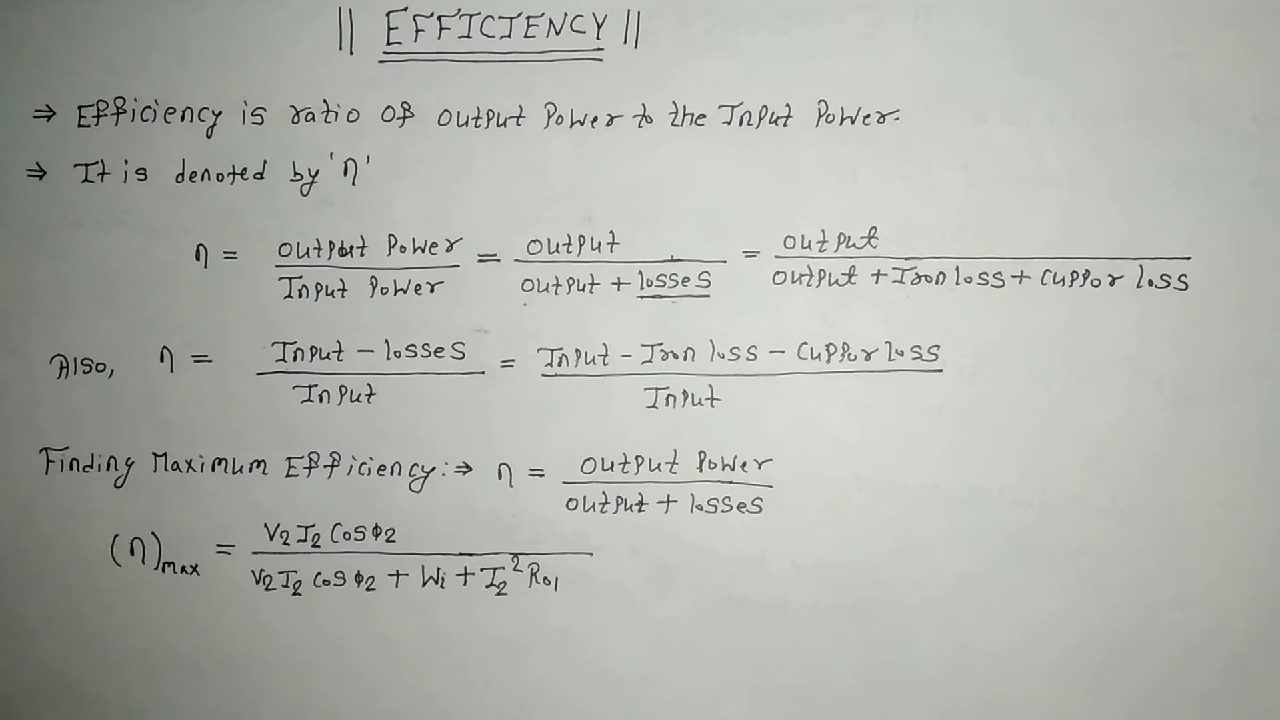 || EFFICIENCY ||
⇒ Efficiency is ratio of output Power to the Input Power.
⇒ It is denoted by 'η'
η = output Power / Input Power = output / output + losses = output / output + Iron loss + Cuppor loss
Also, η = Input - losses / Input = Input - Iron loss - Cuppor loss / Input
Finding Maximum Efficiency:⇒ η = output Power / output + losses
(η)max = V2 I2 Cos φ2 / V2 I2 Cos φ2 + Wi + I2² R01